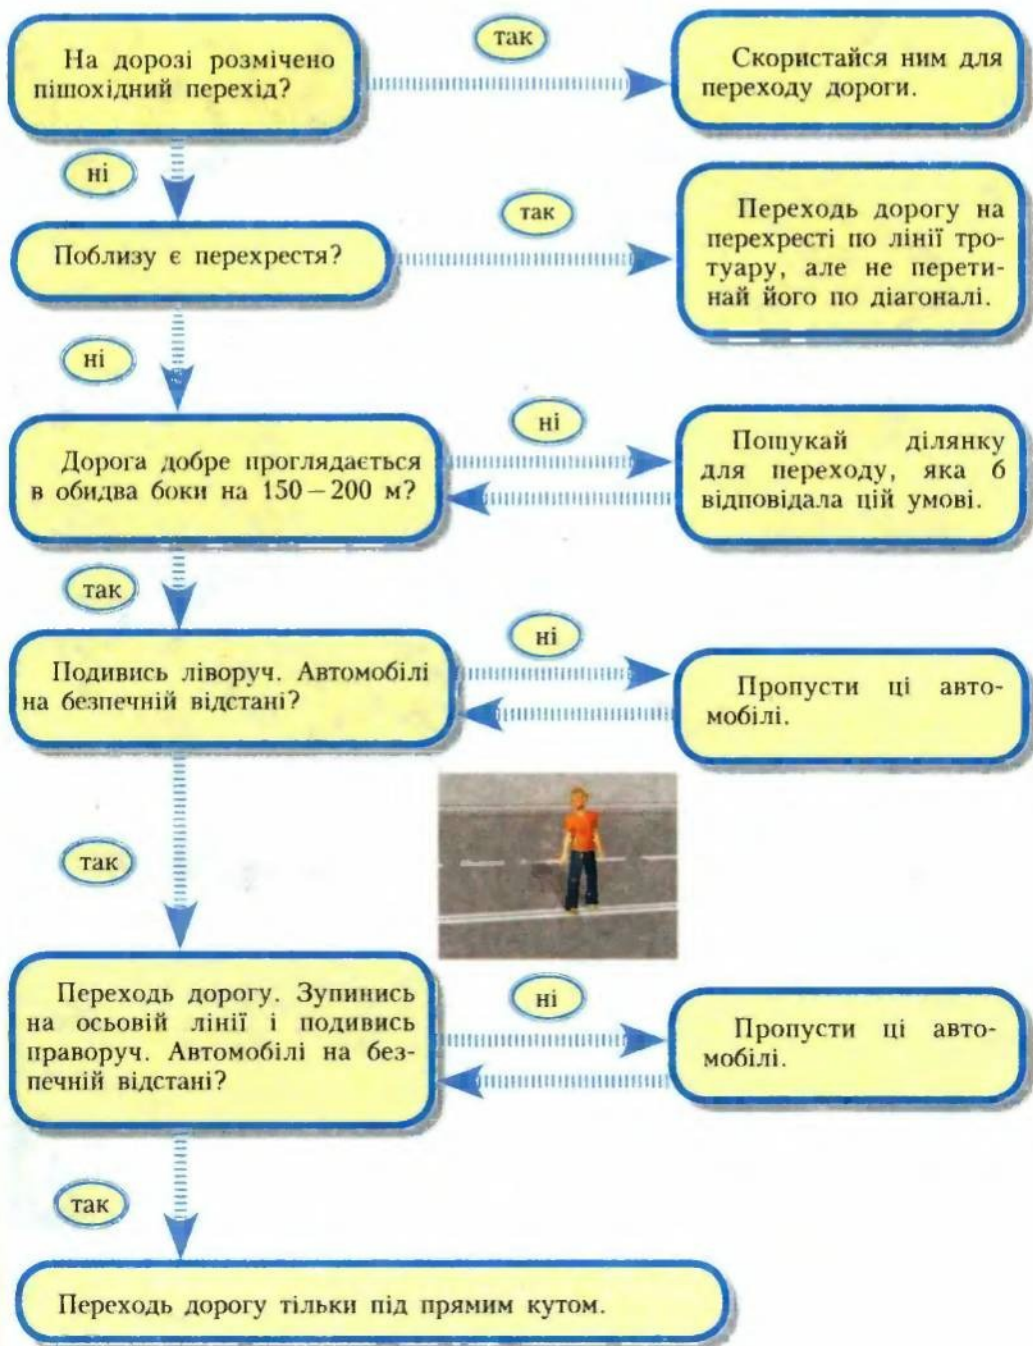 На дорозі розмічено
пішохідний перехід?
так
Скористайся ним для
переходу дороги.
ні
Поблизу є перехрестя?
так
Переходь дорогу на
перехресті по лінії тро-
туару, але не перети-
най його по діагоналі.
ні
Дорога добре проглядається
в обидва боки на 150–200 м?
ні
Пошукай ділянку
для переходу, яка б
відповідала цій умові.
так
Подивись ліворуч. Автомобілі
на безпечній відстані?
ні
Пропусти ці авто-
мобілі.
так
Переходь дорогу. Зупинись
на осьовій лінії і подивись
праворуч. Автомобілі на без-
печній відстані?
ні
Пропусти ці авто-
мобілі.
так
Переходь дорогу тільки під прямим кутом.